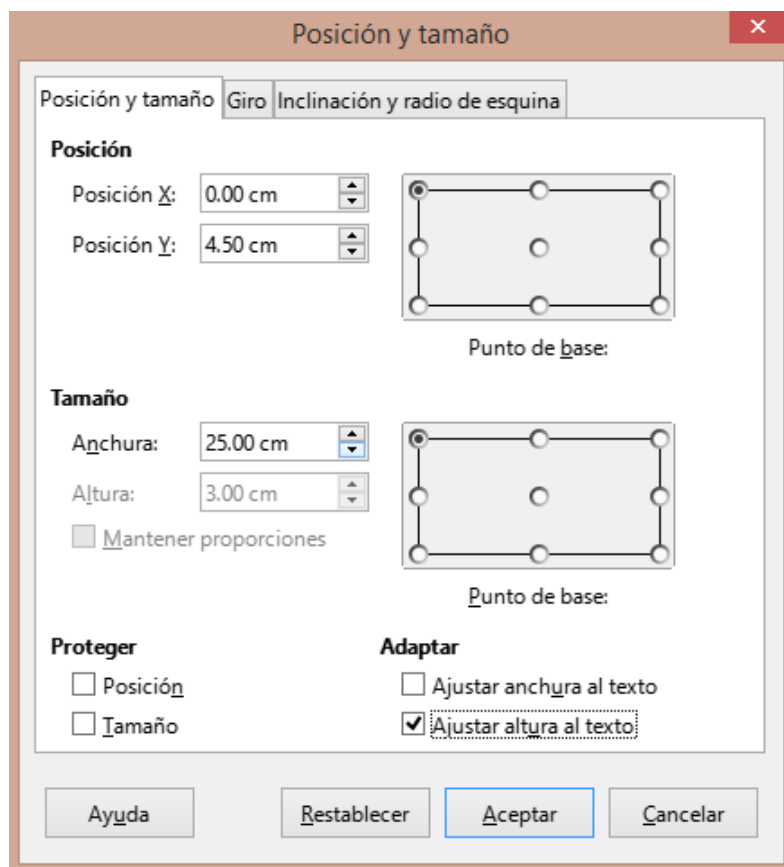 Posición y tamaño
Posición y tamaño Giro Inclinación y radio de esquina
Posición
Posición X: 0.00 cm
Posición Y: 4.50 cm
Punto de base:
Tamaño
Anchura: 25.00 cm
Altura: 3.00 cm
Mantener proporciones
Punto de base:
Proteger
Posición
Tamaño
Adaptar
Ajustar anchura al texto
Ajustar altura al texto
Ayuda Restablecer Aceptar Cancelar